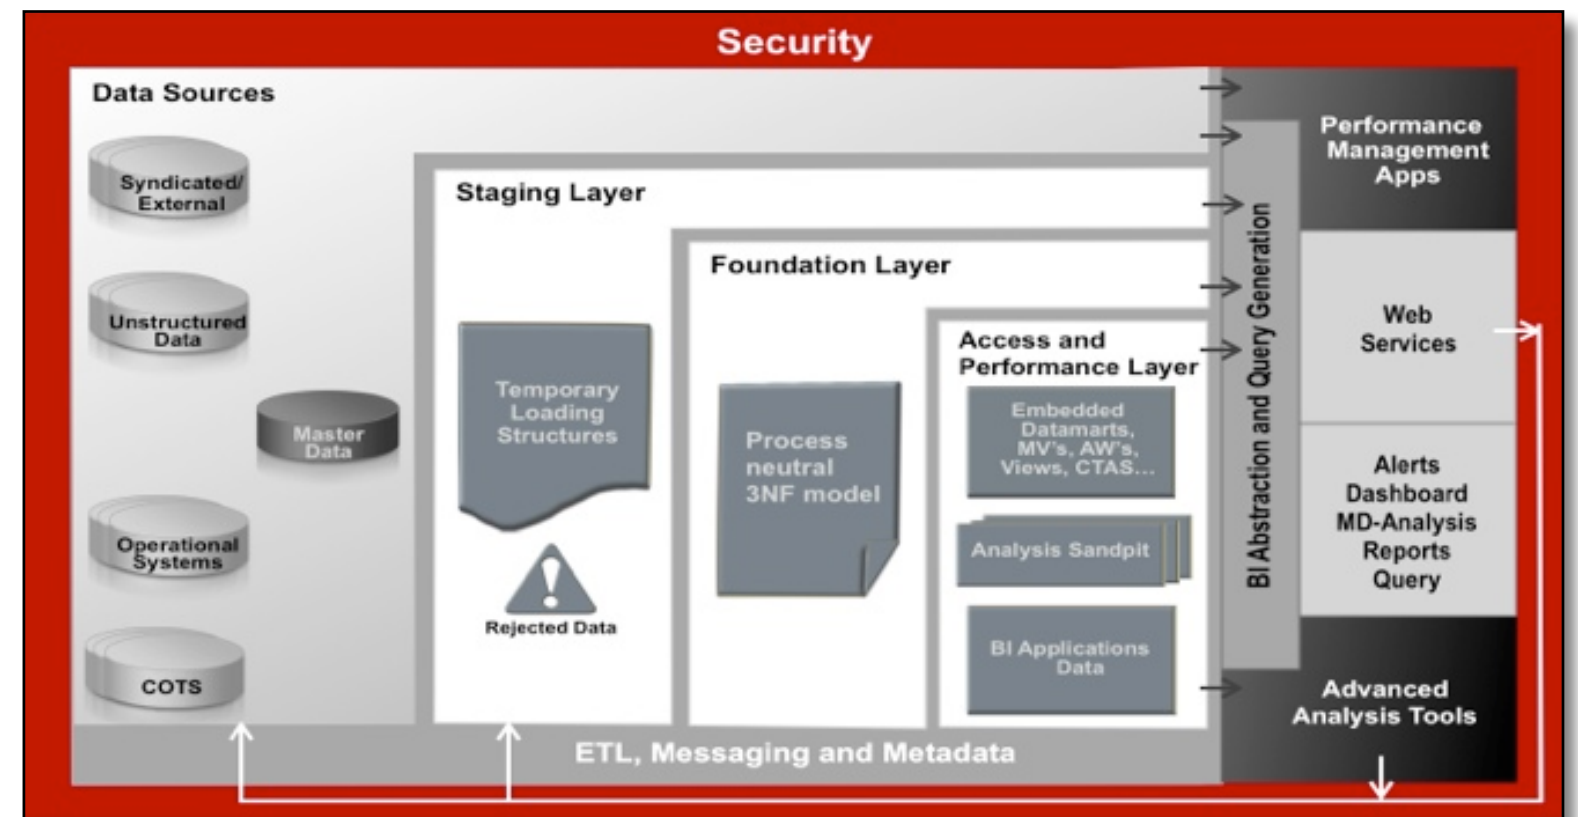 Security
Data Sources
Syndicated/
External
Unstructured
Data
Master
Data
Operational
Systems
COTS
Staging Layer
Temporary
Loading
Structures
Rejected Data
Foundation Layer
Process
neutral
3NF model
Access and
Performance Layer
Embedded
Datamarts,
MV's, AW's,
Views, CTAS...
Analysis Sandpit
BI Applications
Data
BI Abstraction and Query Generation
Performance
Management
Apps
Web
Services
Alerts
Dashboard
MD-Analysis
Reports
Query
Advanced
Analysis Tools
ETL, Messaging and Metadata